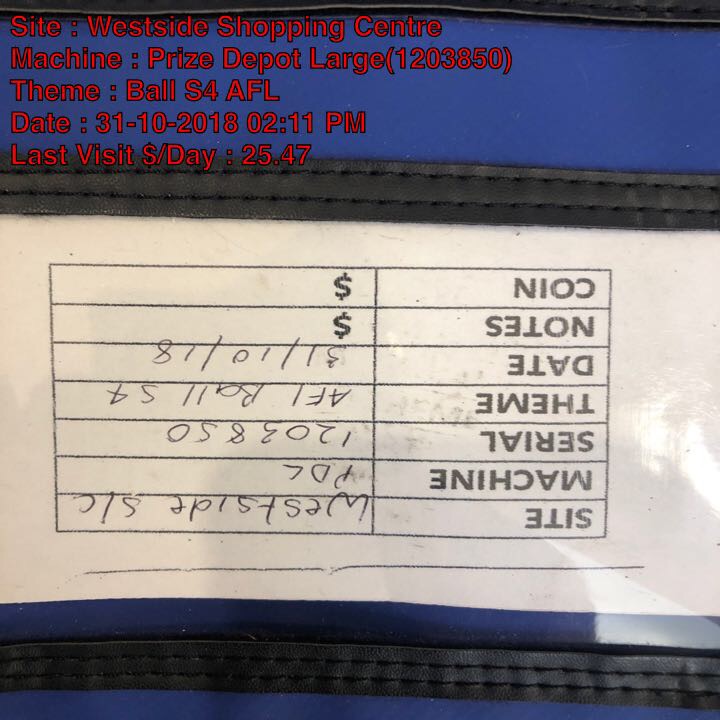 Site : Westside Shopping Centre
Machine : Prize Depot Large(1203850)
Theme : Ball S4 AFL
Date : 31-10-2018 02:11 PM
Last Visit $/Day : 25.47
SITE Westside S/C
MACHINE PDL
SERIAL 1203850
THEME AFl Ball S4
DATE 31/10/18
NOTES $
COIN $